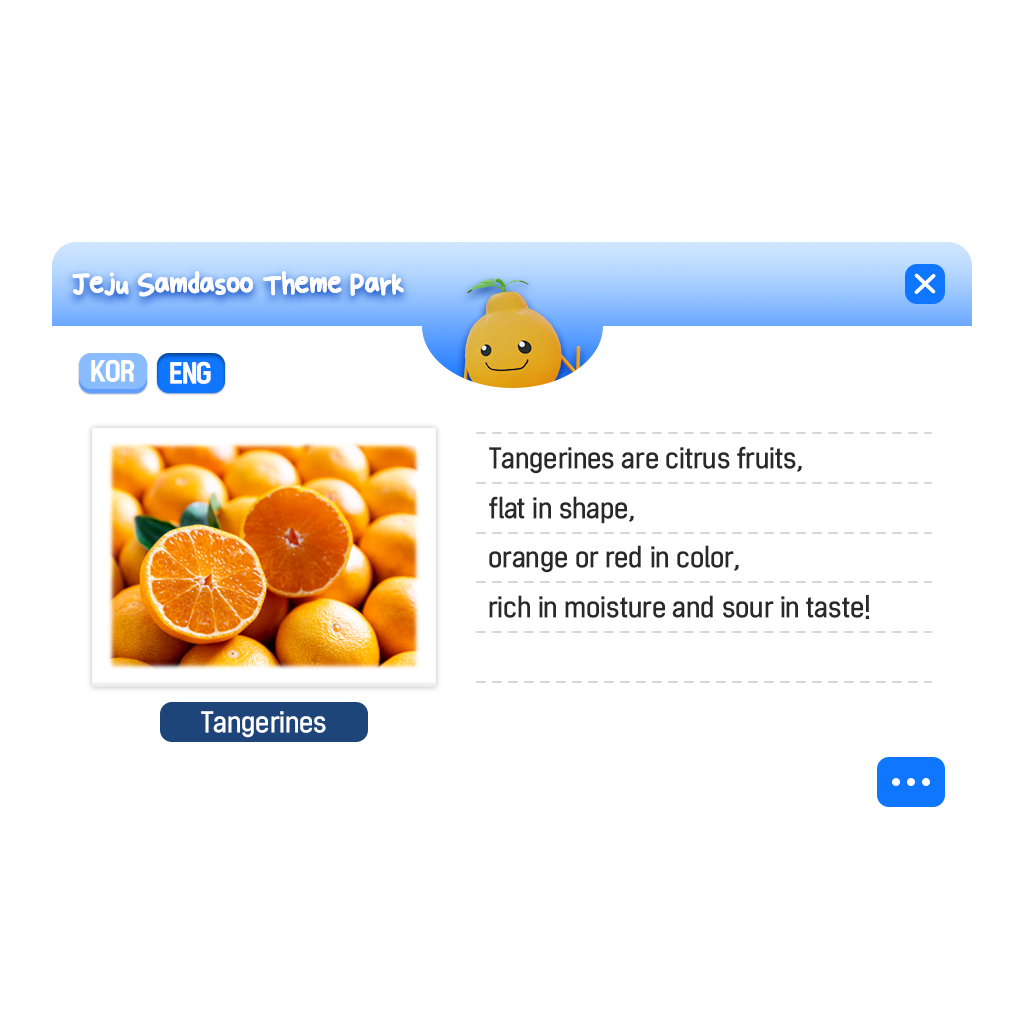 Jeju Samdasoo Theme Park
KOR ENG
Tangerines are citrus fruits,
flat in shape,
orange or red in color,
rich in moisture and sour in taste!
Tangerines